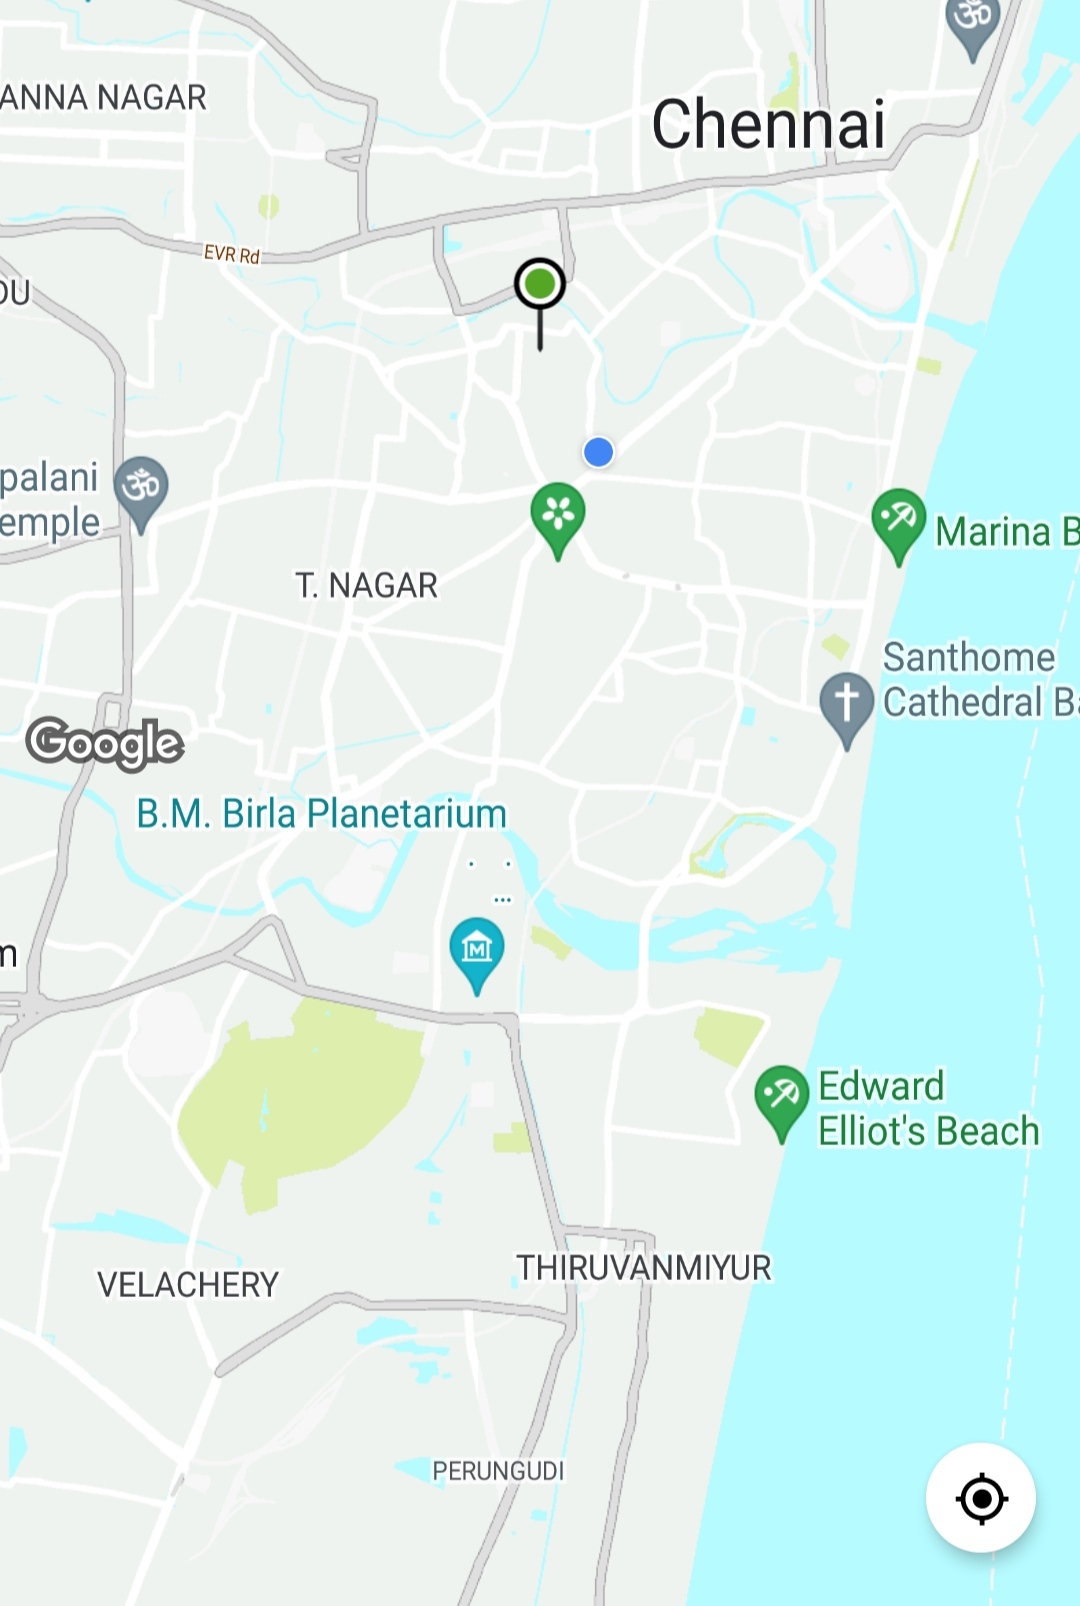 ANNA NAGAR
Chennai
EVR Rd
OU
palani
emple
Marina B
T. NAGAR
Santhome
Cathedral Ba
Google
B.M. Birla Planetarium
m
M
Edward
Elliot's Beach
VELACHERY
THIRUVANMIYUR
PERUNGUDI